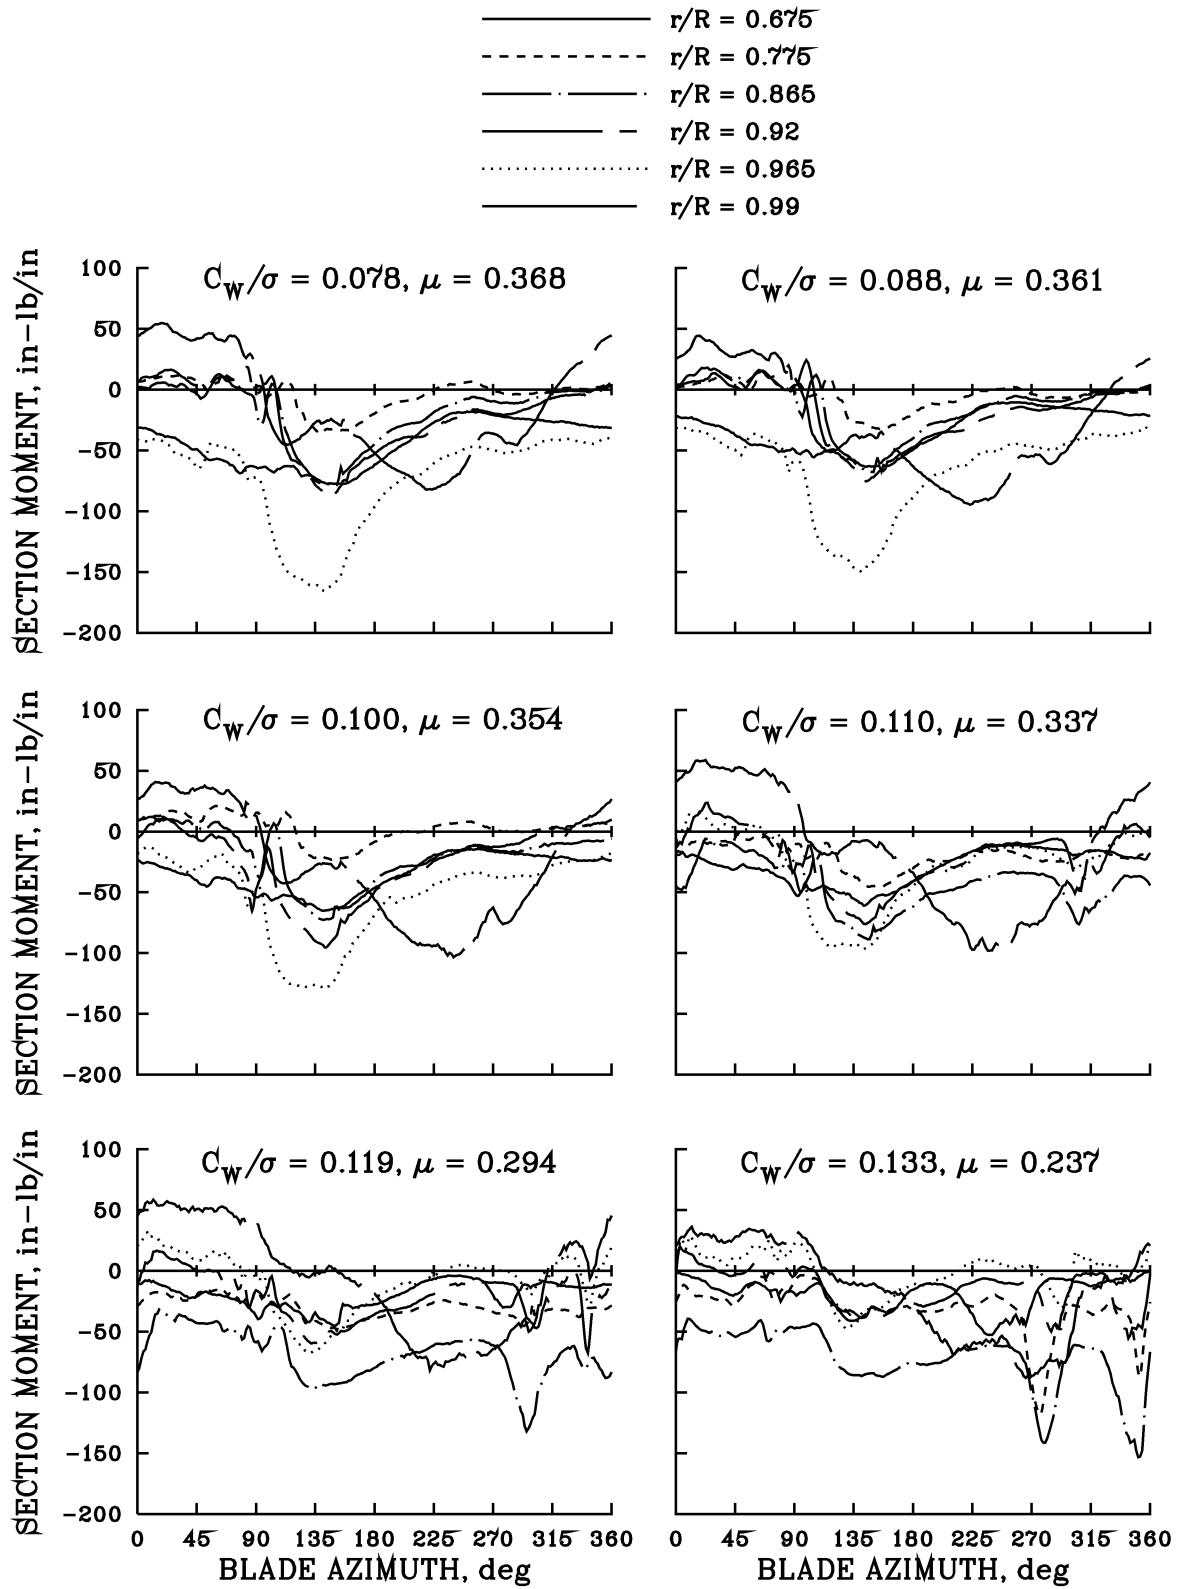 r/R = 0.675
r/R = 0.775
r/R = 0.865
r/R = 0.92
r/R = 0.965
r/R = 0.99
SECTION MOMENT, in-lb/in
100
50
0
-50
-100
-150
-200
C_W/σ = 0.078, μ = 0.368
C_W/σ = 0.088, μ = 0.361
SECTION MOMENT, in-lb/in
100
50
0
-50
-100
-150
-200
C_W/σ = 0.100, μ = 0.354
C_W/σ = 0.110, μ = 0.337
SECTION MOMENT, in-lb/in
100
50
0
-50
-100
-150
-200
C_W/σ = 0.119, μ = 0.294
C_W/σ = 0.133, μ = 0.237
0 45 90 135 180 225 270 315 360
0 45 90 135 180 225 270 315 360
BLADE AZIMUTH, deg
BLADE AZIMUTH, deg